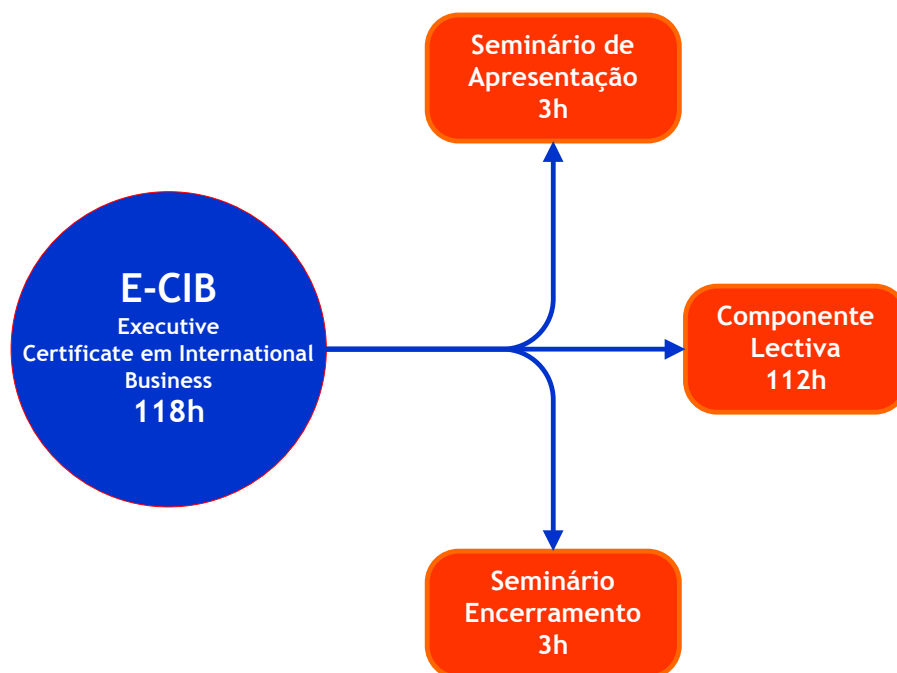 Seminário de
Apresentação
3h
E-CIB
Executive
Certificate em International
Business
118h
Componente
Lectiva
112h
Seminário
Encerramento
3h